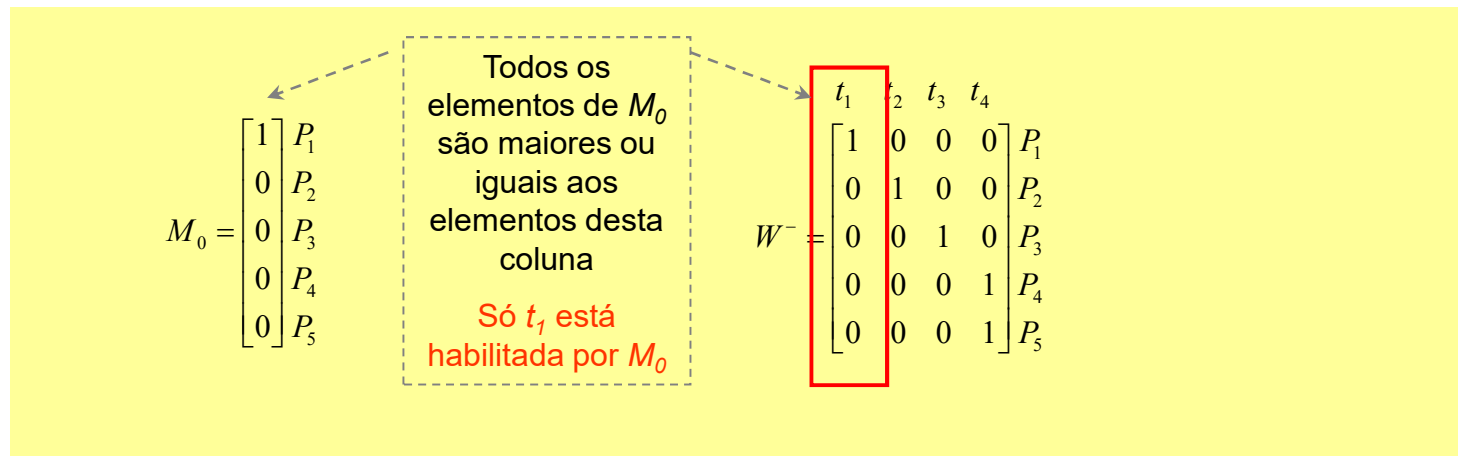 Todos os
elementos de M₀
são maiores ou
iguais aos
elementos desta
coluna
Só t₁ está
habilitada por M₀
M₀ =
1 P₁
0 P₂
0 P₃
0 P₄
0 P₅
t₁ t₂ t₃ t₄
W⁻ =
1 0 0 0 P₁
0 1 0 0 P₂
0 0 1 0 P₃
0 0 0 1 P₄
0 0 0 1 P₅